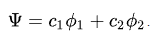 Ψ = c₁ϕ₁ + c₂ϕ₂.